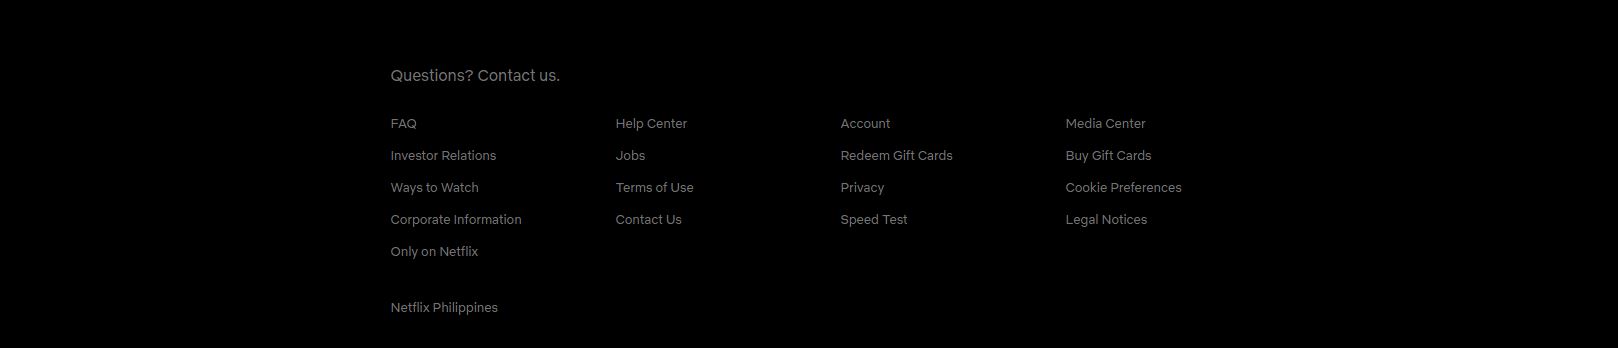 Questions? Contact us.
FAQ Help Center Account Media Center
Investor Relations Jobs Redeem Gift Cards Buy Gift Cards
Ways to Watch Terms of Use Privacy Cookie Preferences
Corporate Information Contact Us Speed Test Legal Notices
Only on Netflix
Netflix Philippines